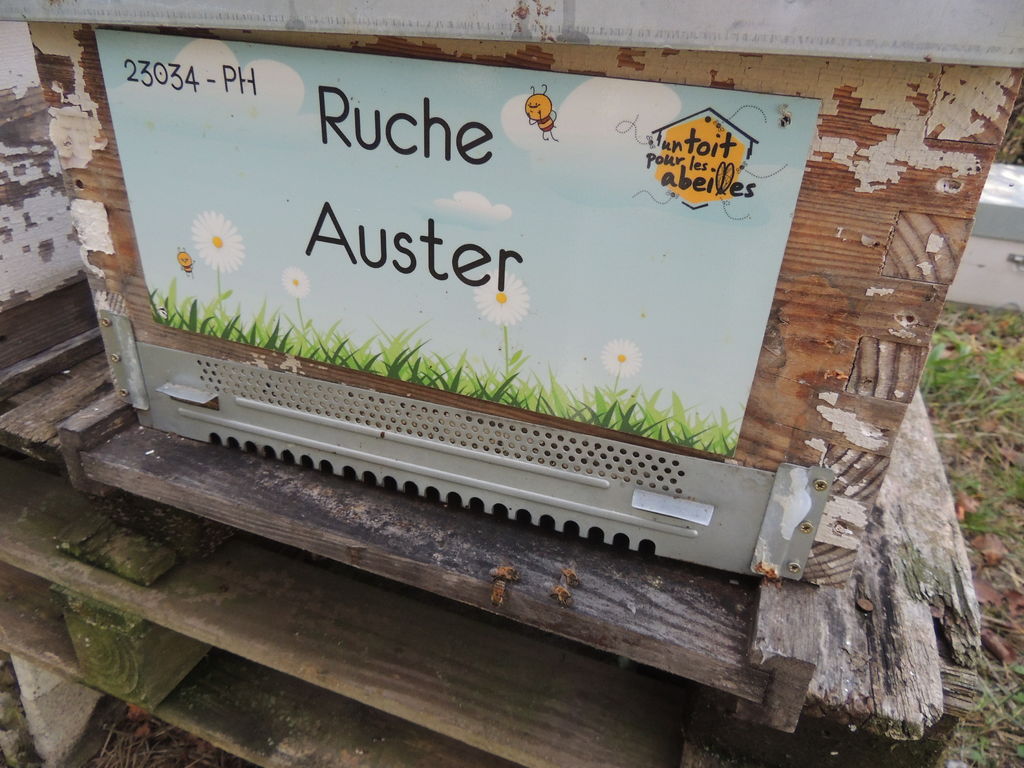 23034 - PH
Ruche
Auster
un toit
pour les
abeilles